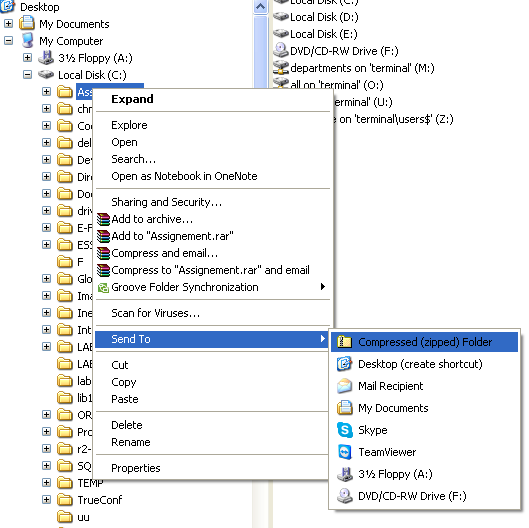 Desktop
My Documents
My Computer
3½ Floppy (A:)
Local Disk (C:)
Ass
chr
Coo
del
Dev
Dire
Doc
driv
E-F
ESS
F
Glo
Ima
Ine
Int
LAB
LAB
lab
lib1
OR
Pro
r2-
SQ
TEMP
TrueConf
uu
Local Disk (C:)
Local Disk (D:)
Local Disk (E:)
DVD/CD-RW Drive (F:)
departments on 'terminal' (M:)
all on 'terminal' (O:)
terminal' (U:)
e on 'terminal\users$' (Z:)
Expand
Explore
Open
Search...
Open as Notebook in OneNote
Sharing and Security...
Add to archive...
Add to "Assignement.rar"
Compress and email...
Compress to "Assignement.rar" and email
Groove Folder Synchronization
Scan for Viruses...
Send To
Cut
Copy
Paste
Delete
Rename
Properties
Compressed (zipped) Folder
Desktop (create shortcut)
Mail Recipient
My Documents
Skype
TeamViewer
3½ Floppy (A:)
DVD/CD-RW Drive (F:)